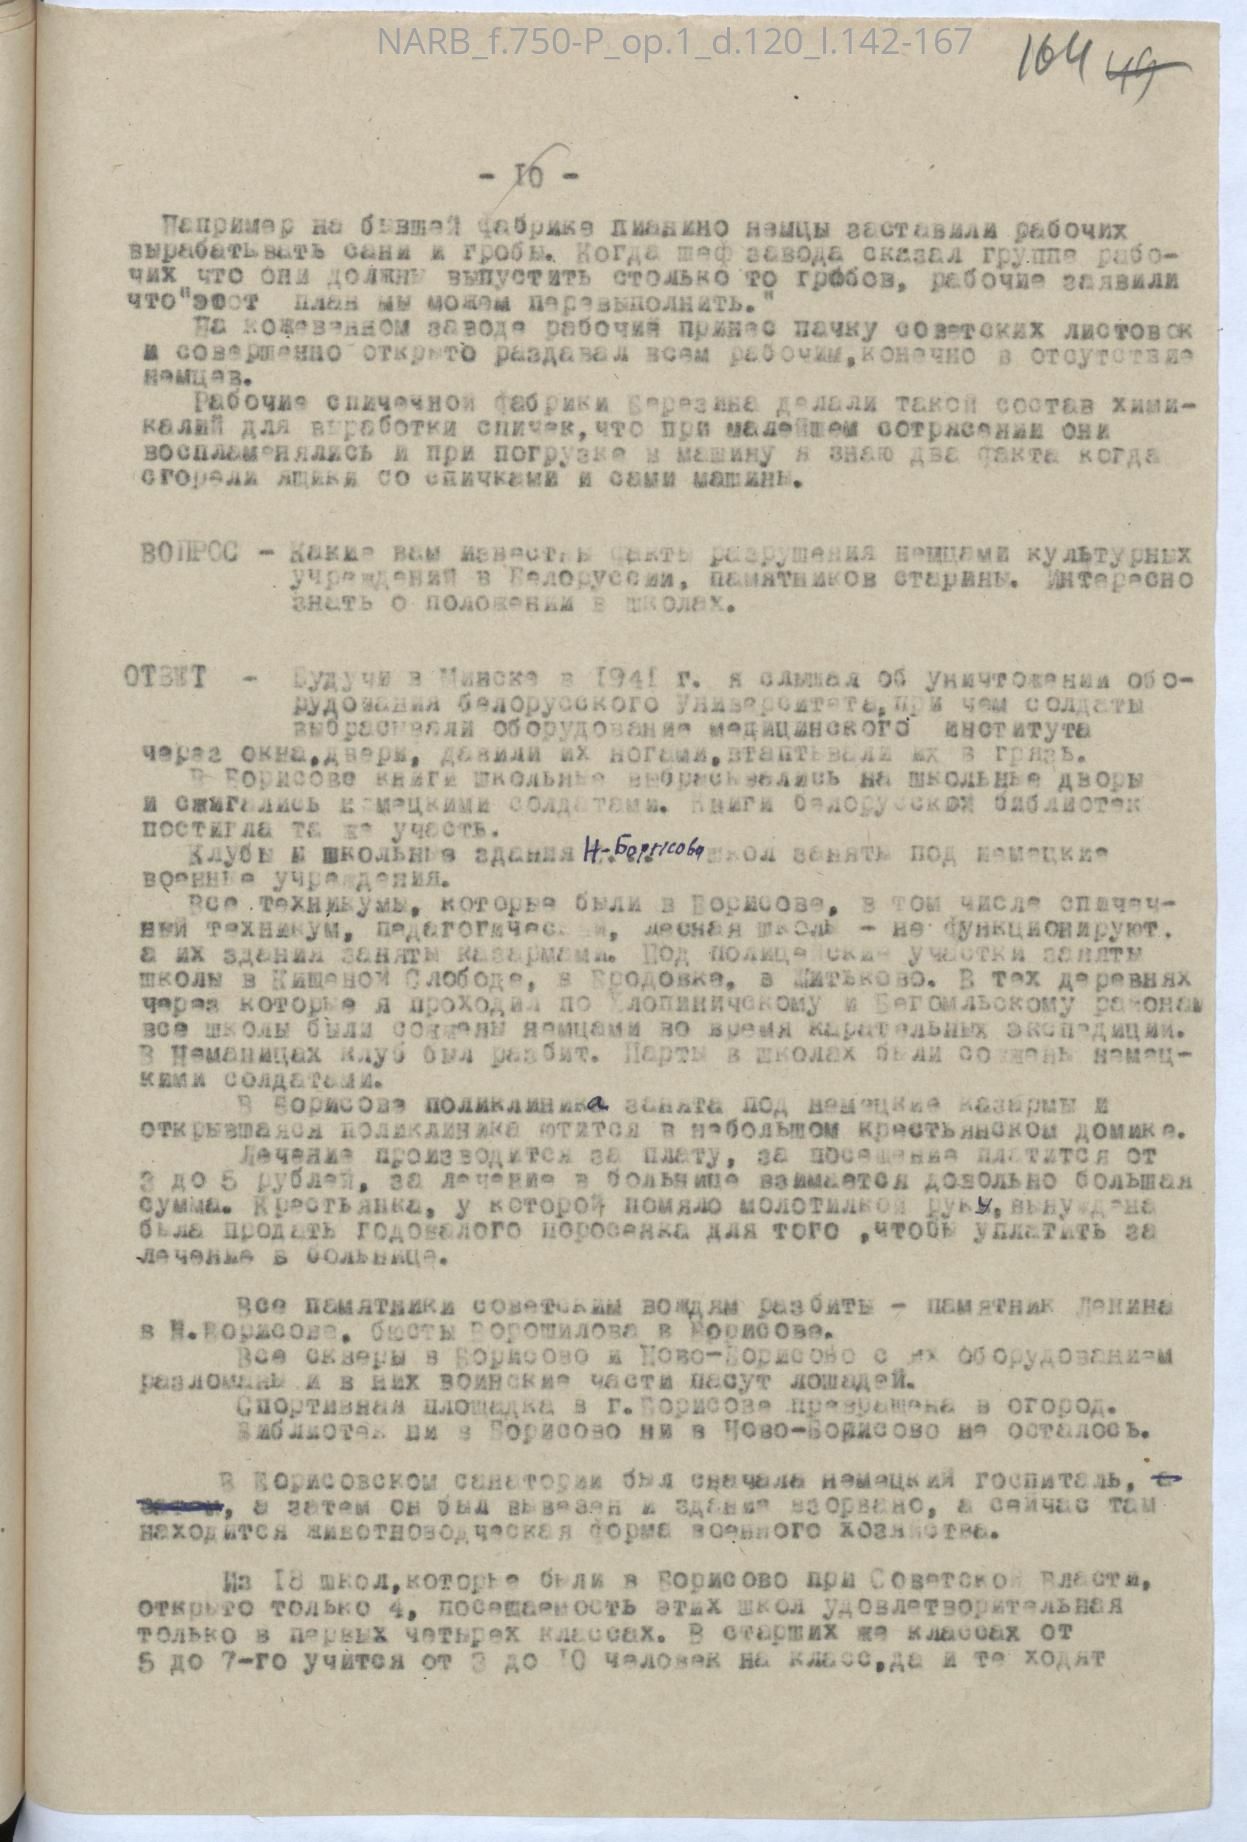 NARB_f.750-P_op.1_d.120_l.142-167
164 49
- 10 -
Например на бывшей фабрике пианино немцы заставили рабочих
вырабатывать сани и гробы. Когда шеф завода сказал группе рабо-
чих что они должны выпустить столько то гробов, рабочие заявили
что"этот план мы можем перевыполнить."
На кожевенном заводе рабочий принес пачку советских листовок
и совершенно открыто раздавал всем рабочим,конечно в отсутствие
немцев.
Рабочие спичечной фабрики Березина делали такой состав хими-
калий для выработки спичек,что при малейшем сотрясении они
воспламенялись и при погрузке в машину я знаю два факта когда
сгорели ящики со спичками и сами машины.
ВОПРОС - Какие вам известны факты разрушения немцами культурных
учреждений в Белоруссии, памятников старины. Интересно
знать о положении в школах.
ОТВЕТ - Будучи в Минске в 1941 г. я слышал об уничтожении обо-
рудования белорусского Университета,при чем солдаты
выбрасывали оборудование медицинского института
через окна,двери, давили их ногами,втаптывали их в грязь.
В Борисове книги школьные выбрасывались на школьные дворы
и сжигались немецкими солдатами. Книги белорусских библиотек
постигла та же участь.
Клубы и школьные здания Н-Борисова школ заняты под немецкие
военные учреждения.
Все техникумы, которые были в Борисове, в том числе спичеч-
ный техникум, педагогический, лесная школы - не функционируют.
а их здания заняты казармами. Под полицейские участки заняты
школы в Кищеной Слободе, в Бродовке, в Житьково. В тех деревнях
через которые я проходил по Хлопиничскому и Бегомльскому районам
все школы были сожжены немцами во время карательных экспедиций.
В Неманицах клуб был разбит. Парты в школах были сожжены немец-
кими солдатами.
В Борисове поликлиника занята под немецкие казармы и
открывшаяся поликлиника ютится в небольшом крестьянском домике.
Лечение производится за плату, за посещение платится от
3 до 5 рублей, за лечение в больнице взимается довольно большая
сумма. Крестьянка, у которой помяло молотилкой руку, вынуждена
была продать годовалого поросенка для того ,чтобы уплатить за
лечение в больнице.
Все памятники советским вождям разбиты - памятник Ленина
в Н.Борисове, бюсты Ворошилова в Борисове.
Все скверы в Борисово и Ново-Борисово с их оборудованием
разломаны и в них воинские части пасут лошадей.
Спортивная площадка в г.Борисове превращена в огород.
Библиотек ни в Борисово ни в Ново-Борисово не осталось.
В Борисовском санатории был сначала немецкий госпиталь,
, а затем он был вывезен и здание взорвано, а сейчас там
находится животноводческая форма военного хозяйства.
Из 18 школ,которые были в Борисово при Советской власти,
открыто только 4, посещаемость этих школ удовлетворительная
только в первых четырех классах. В старших же классах от
5 до 7-го учится от 3 до 10 человек на класс,да и те ходят